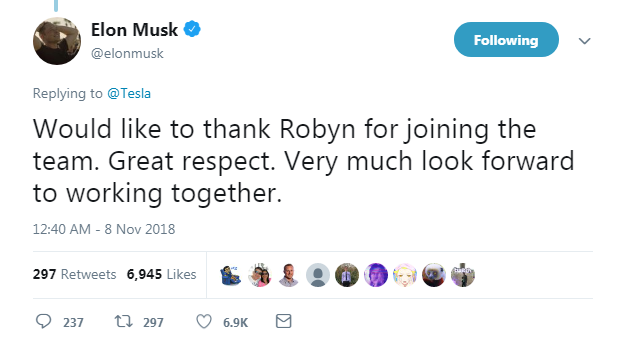 Elon Musk
@elonmusk
Following
Replying to @Tesla
Would like to thank Robyn for joining the
team. Great respect. Very much look forward
to working together.
12:40 AM - 8 Nov 2018
297 Retweets 6,945 Likes
237 297 6.9K